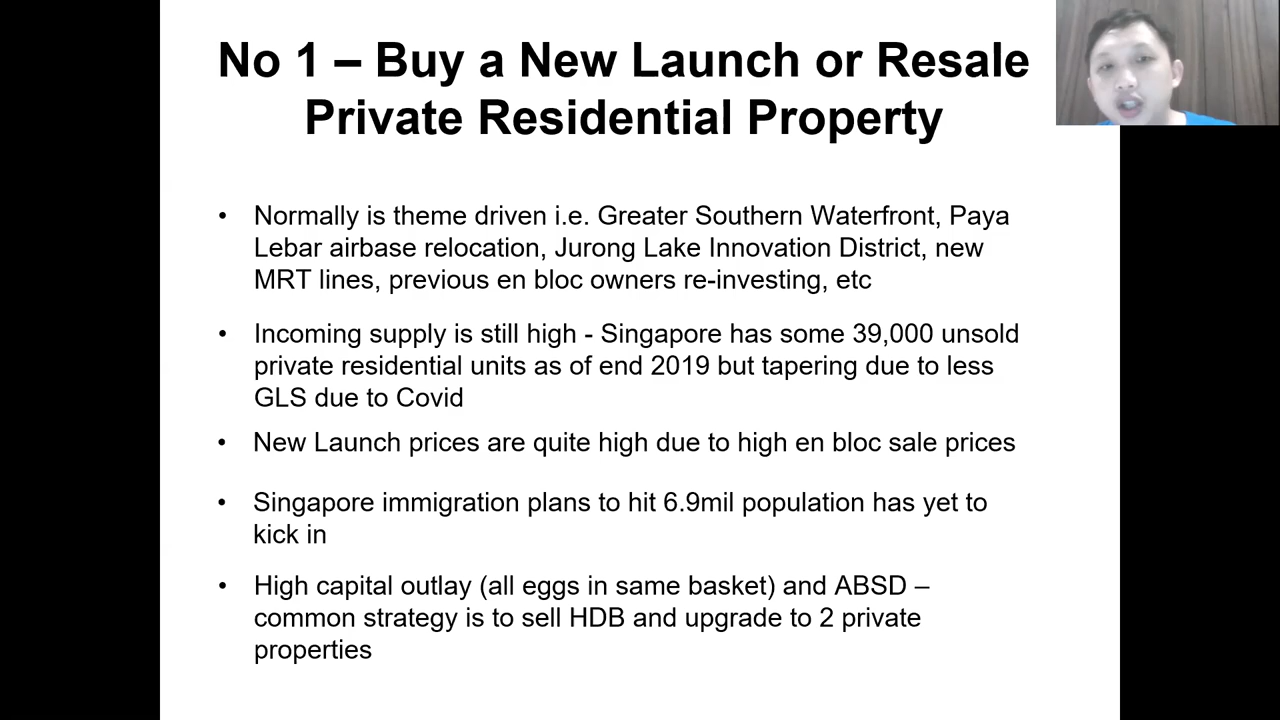 No 1 – Buy a New Launch or Resale
Private Residential Property
• Normally is theme driven i.e. Greater Southern Waterfront, Paya
Lebar airbase relocation, Jurong Lake Innovation District, new
MRT lines, previous en bloc owners re-investing, etc
• Incoming supply is still high - Singapore has some 39,000 unsold
private residential units as of end 2019 but tapering due to less
GLS due to Covid
• New Launch prices are quite high due to high en bloc sale prices
• Singapore immigration plans to hit 6.9mil population has yet to
kick in
• High capital outlay (all eggs in same basket) and ABSD –
common strategy is to sell HDB and upgrade to 2 private
properties